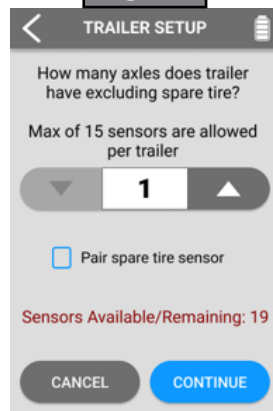 TRAILER SETUP
How many axles does trailer
have excluding spare tire?
Max of 15 sensors are allowed
per trailer
1
Pair spare tire sensor
Sensors Available/Remaining: 19
CANCEL
CONTINUE